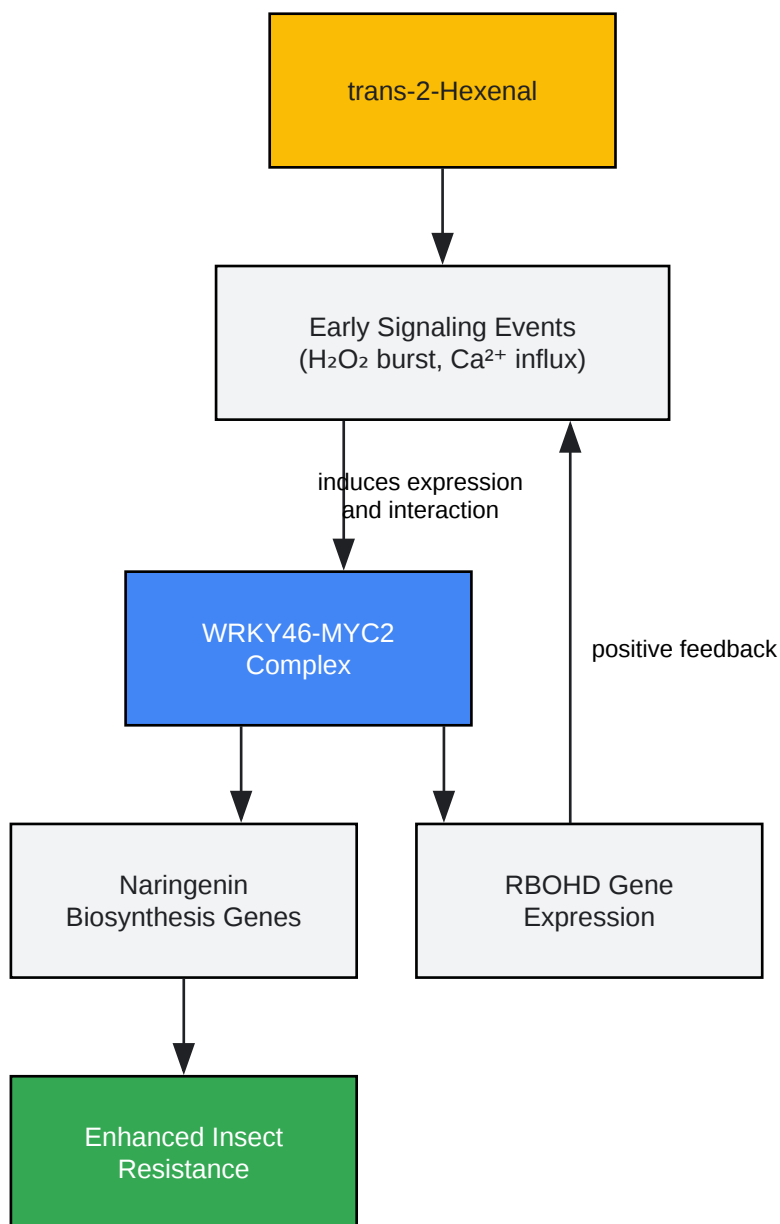 trans-2-Hexenal
Early Signaling Events
(H₂O₂ burst, Ca²⁺ influx)
induces expression
and interaction
WRKY46-MYC2
Complex
positive feedback
Naringenin
Biosynthesis Genes
RBOHD Gene
Expression
Enhanced Insect
Resistance